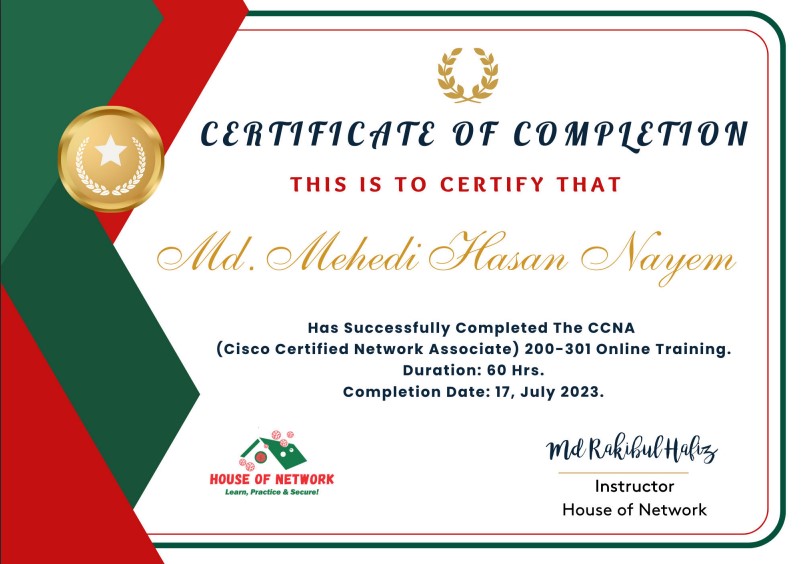 CERTIFICATE OF COMPLETION
THIS IS TO CERTIFY THAT
Md. Mehedi Hasan Nayem
Has Successfully Completed The CCNA
(Cisco Certified Network Associate) 200-301 Online Training.
Duration: 60 Hrs.
Completion Date: 17, July 2023.
HOUSE OF NETWORK
Learn, Practice & Secure!
Md Rakibul Hafiz
Instructor
House of Network